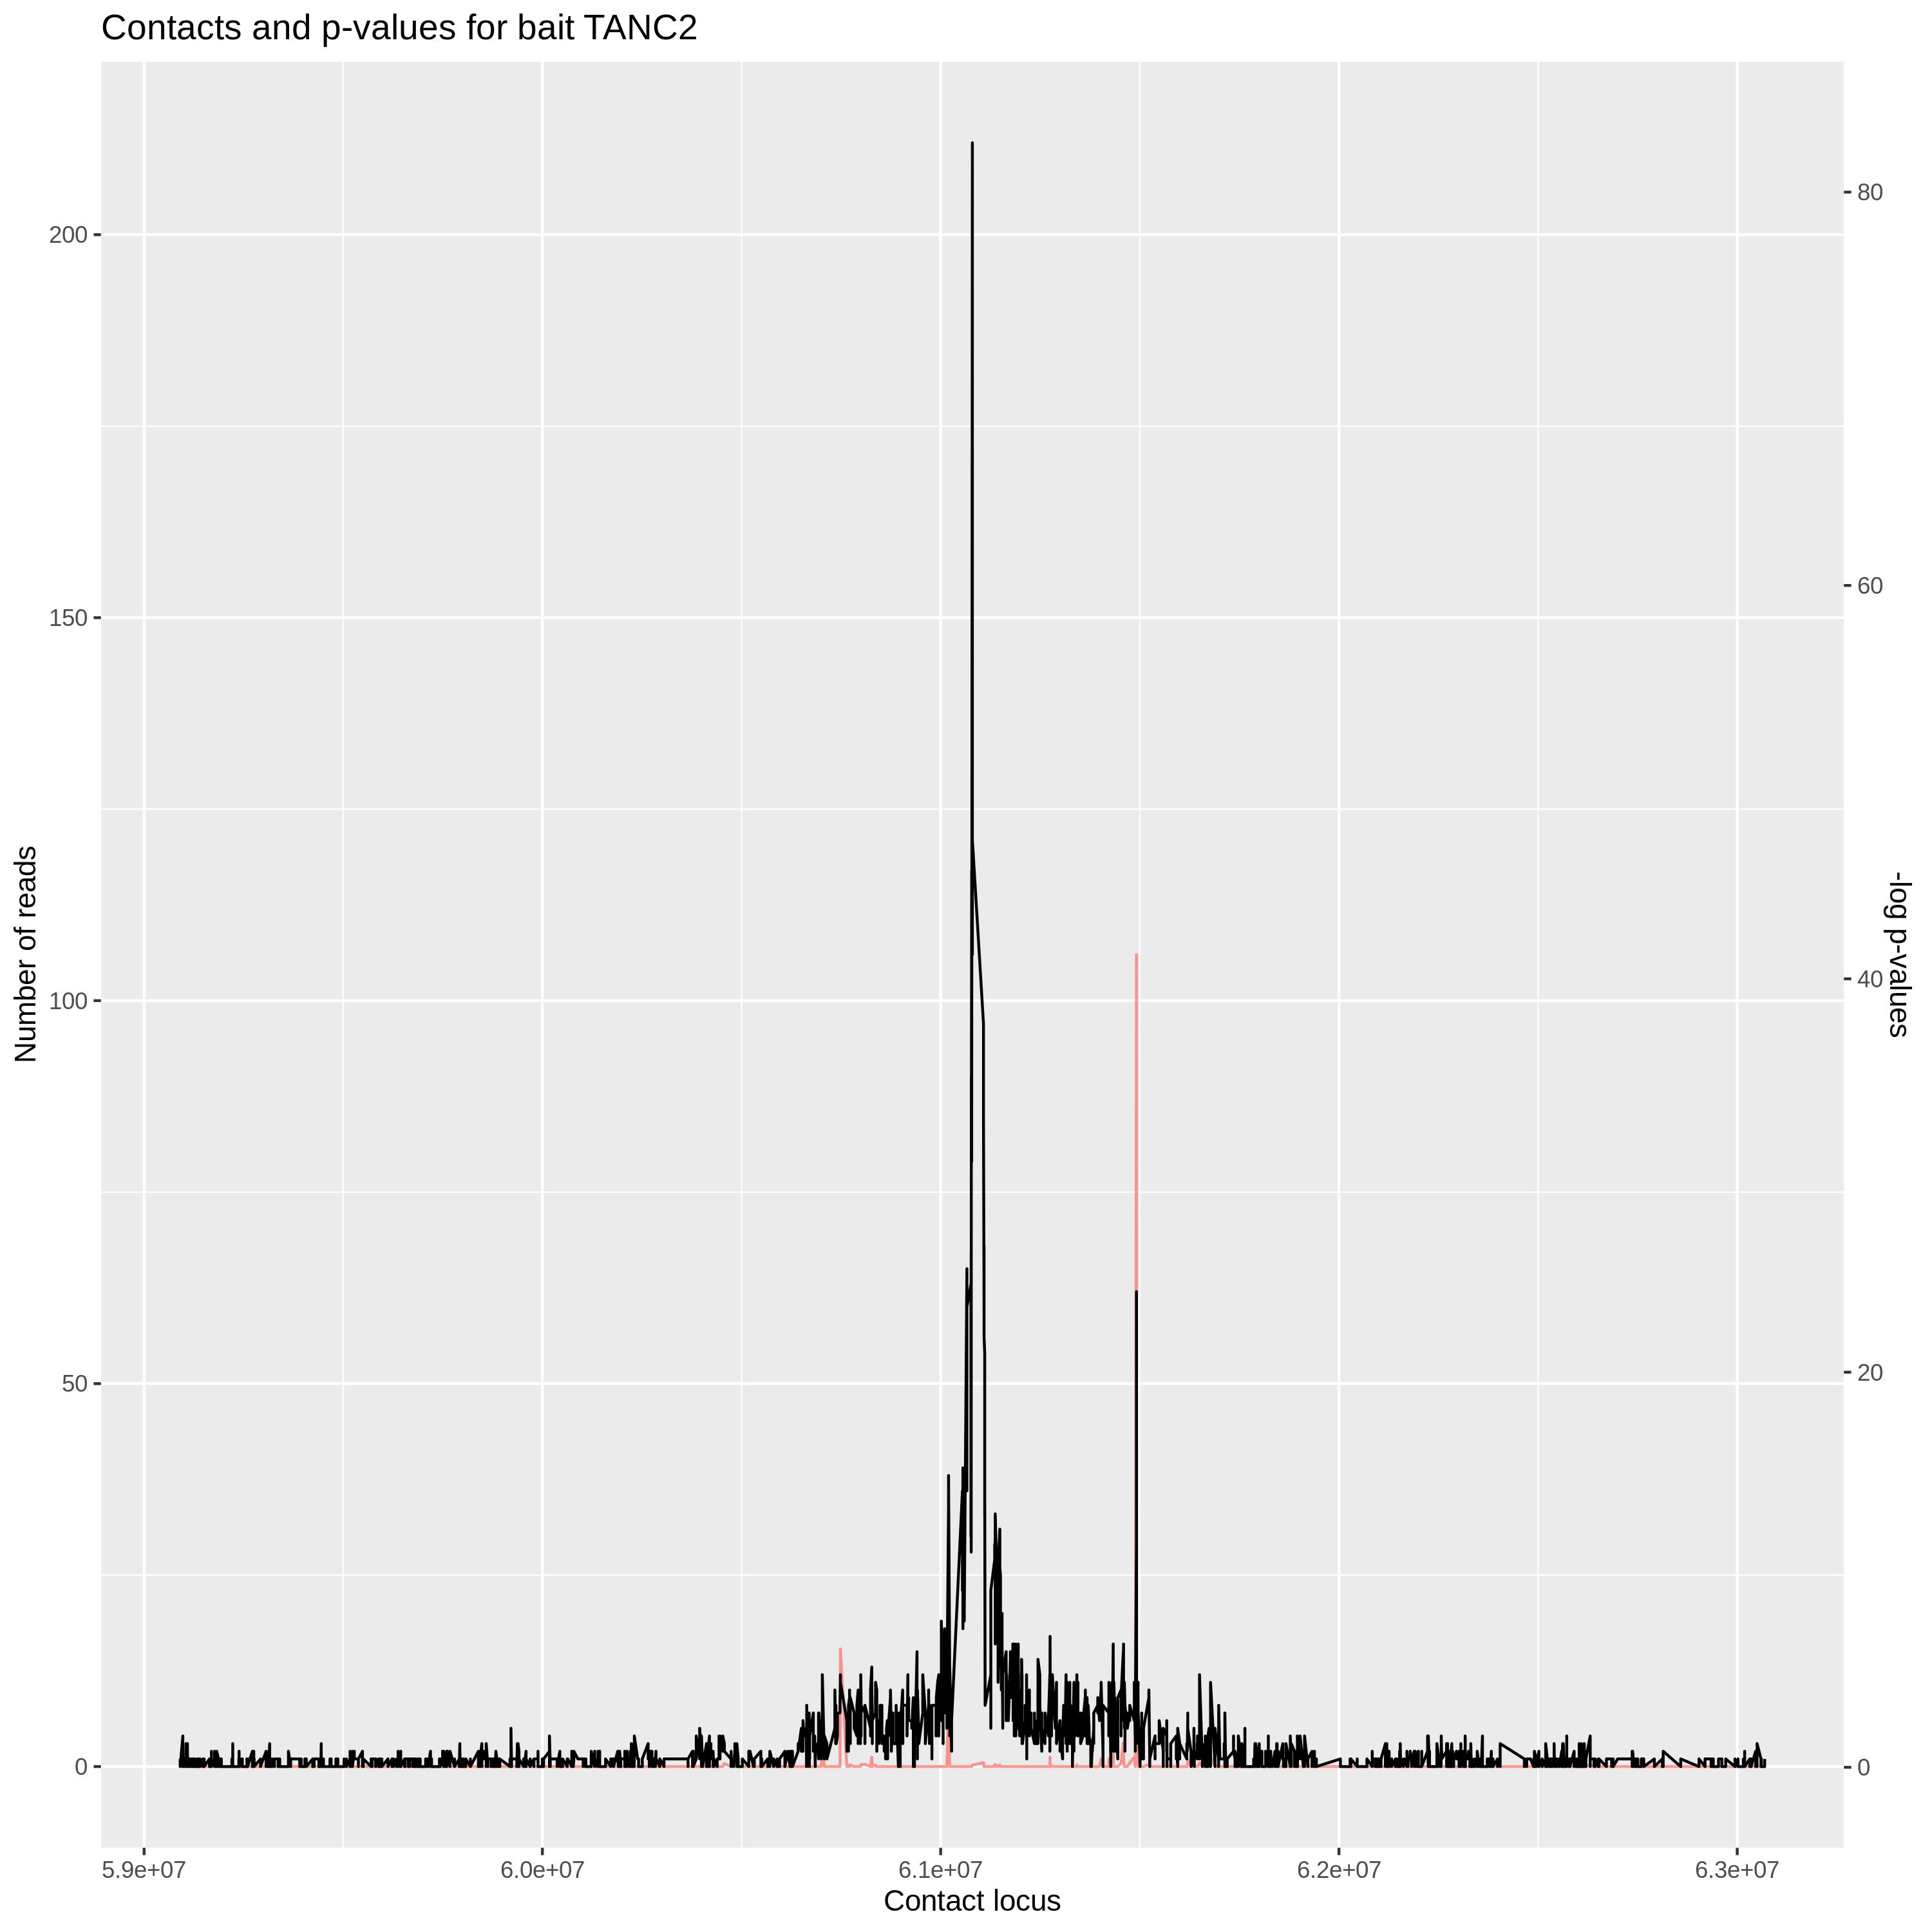 Contacts and p-values for bait TANC2
Number of reads
200
150
100
50
0
80
60
40
20
0
-log p-values
5.9e+07
6.0e+07
6.1e+07
6.2e+07
6.3e+07
Contact locus